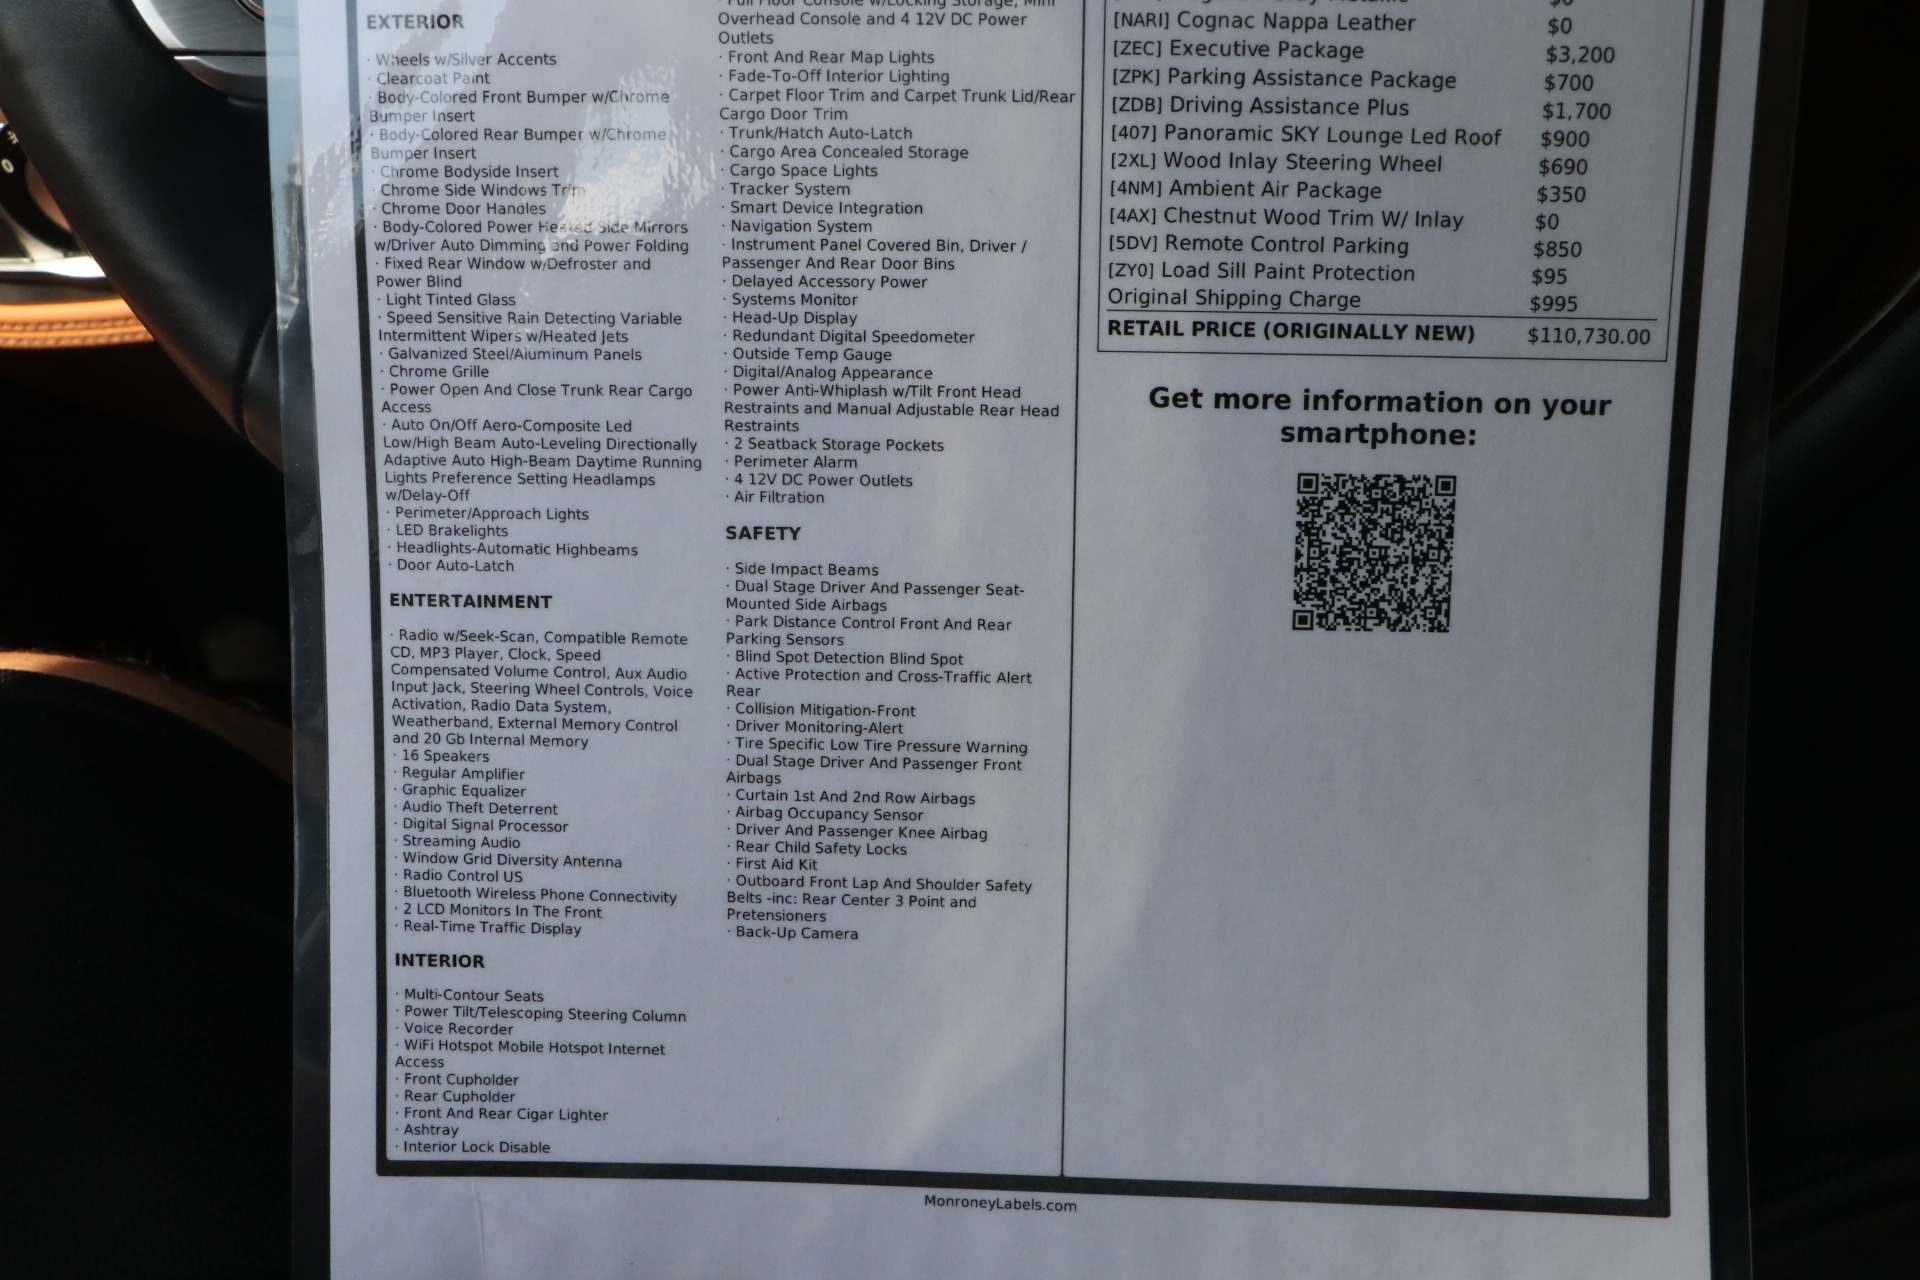 EXTERIOR
· Wheels w/Silver Accents
· Clearcoat Paint
· Body-Colored Front Bumper w/Chrome
Bumper Insert
· Body-Colored Rear Bumper w/Chrome
Bumper Insert
· Chrome Bodyside Insert
· Chrome Side Windows Trim
· Chrome Door Handles
· Body-Colored Power Heated Side Mirrors
w/Driver Auto Dimming and Power Folding
· Fixed Rear Window w/Defroster and
Power Blind
· Light Tinted Glass
· Speed Sensitive Rain Detecting Variable
Intermittent Wipers w/Heated Jets
· Galvanized Steel/Aluminum Panels
· Chrome Grille
· Power Open And Close Trunk Rear Cargo
Access
· Auto On/Off Aero-Composite Led
Low/High Beam Auto-Leveling Directionally
Adaptive Auto High-Beam Daytime Running
Lights Preference Setting Headlamps
w/Delay-Off
· Perimeter/Approach Lights
· LED Brakelights
· Headlights-Automatic Highbeams
· Door Auto-Latch
ENTERTAINMENT
· Radio w/Seek-Scan, Compatible Remote
CD, MP3 Player, Clock, Speed
Compensated Volume Control, Aux Audio
Input Jack, Steering Wheel Controls, Voice
Activation, Radio Data System,
Weatherband, External Memory Control
and 20 Gb Internal Memory
· 16 Speakers
· Regular Amplifier
· Graphic Equalizer
· Audio Theft Deterrent
· Digital Signal Processor
· Streaming Audio
· Window Grid Diversity Antenna
· Radio Control US
· Bluetooth Wireless Phone Connectivity
· 2 LCD Monitors In The Front
· Real-Time Traffic Display
INTERIOR
· Multi-Contour Seats
· Power Tilt/Telescoping Steering Column
· Voice Recorder
· WiFi Hotspot Mobile Hotspot Internet
Access
· Front Cupholder
· Rear Cupholder
· Front And Rear Cigar Lighter
· Ashtray
· Interior Lock Disable
· Full Floor Console w/Locking Storage, Mini
Overhead Console and 4 12V DC Power
Outlets
· Front And Rear Map Lights
· Fade-To-Off Interior Lighting
· Carpet Floor Trim and Carpet Trunk Lid/Rear
Cargo Door Trim
· Trunk/Hatch Auto-Latch
· Cargo Area Concealed Storage
· Cargo Space Lights
· Tracker System
· Smart Device Integration
· Navigation System
· Instrument Panel Covered Bin, Driver /
Passenger And Rear Door Bins
· Delayed Accessory Power
· Systems Monitor
· Head-Up Display
· Redundant Digital Speedometer
· Outside Temp Gauge
· Digital/Analog Appearance
· Power Anti-Whiplash w/Tilt Front Head
Restraints and Manual Adjustable Rear Head
Restraints
· 2 Seatback Storage Pockets
· Perimeter Alarm
· 4 12V DC Power Outlets
· Air Filtration
SAFETY
· Side Impact Beams
· Dual Stage Driver And Passenger Seat-
Mounted Side Airbags
· Park Distance Control Front And Rear
Parking Sensors
· Blind Spot Detection Blind Spot
· Active Protection and Cross-Traffic Alert
Rear
· Collision Mitigation-Front
· Driver Monitoring-Alert
· Tire Specific Low Tire Pressure Warning
· Dual Stage Driver And Passenger Front
Airbags
· Curtain 1st And 2nd Row Airbags
· Airbag Occupancy Sensor
· Driver And Passenger Knee Airbag
· Rear Child Safety Locks
· First Aid Kit
· Outboard Front Lap And Shoulder Safety
Belts -inc: Rear Center 3 Point and
Pretensioners
· Back-Up Camera
$0
[NARI] Cognac Nappa Leather $0
[ZEC] Executive Package $3,200
[ZPK] Parking Assistance Package $700
[ZDB] Driving Assistance Plus $1,700
[407] Panoramic SKY Lounge Led Roof $900
[2XL] Wood Inlay Steering Wheel $690
[4NM] Ambient Air Package $350
[4AX] Chestnut Wood Trim W/ Inlay $0
[5DV] Remote Control Parking $850
[ZY0] Load Sill Paint Protection $95
Original Shipping Charge $995
RETAIL PRICE (ORIGINALLY NEW) $110,730.00
Get more information on your
smartphone:
MonroneyLabels.com